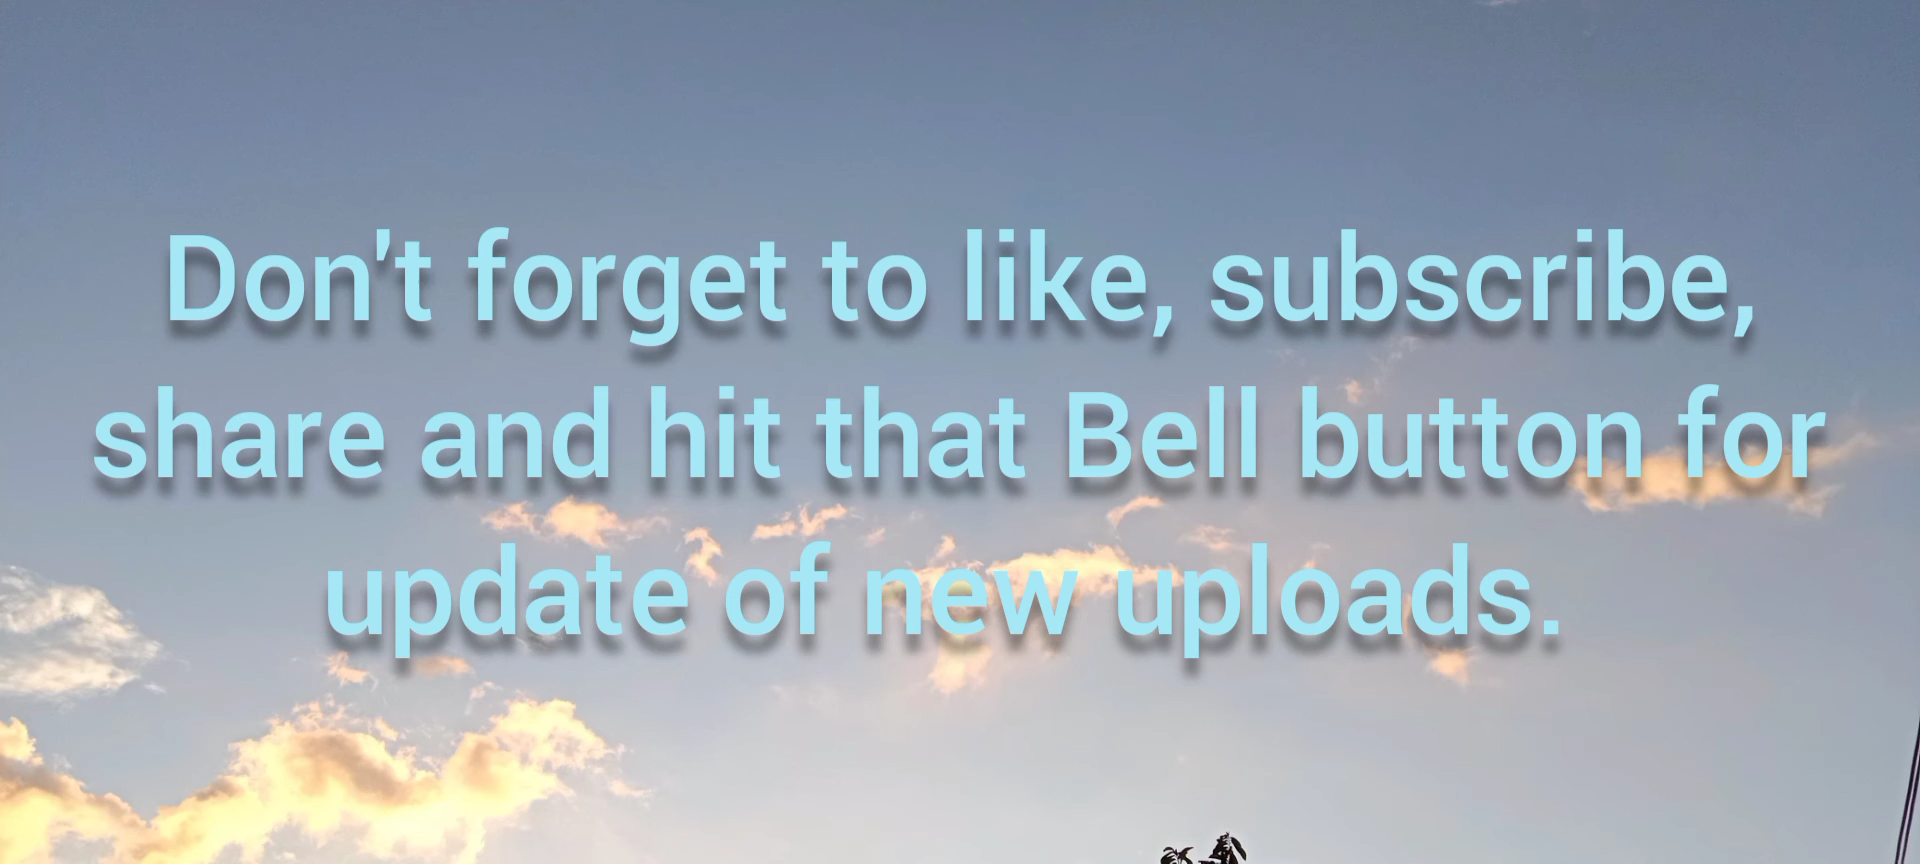 Don't forget to like, subscribe,
share and hit that Bell button for
update of new uploads.